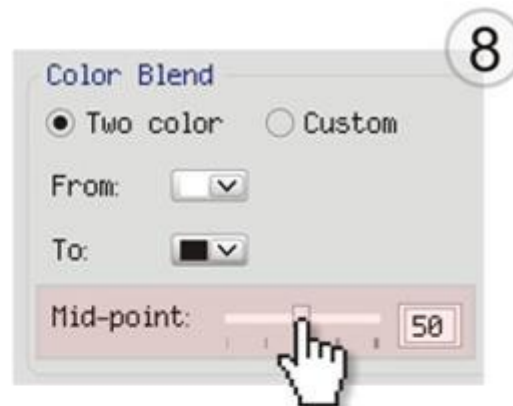 8
Color Blend
Two color Custom
From:
To:
Mid-point: 50